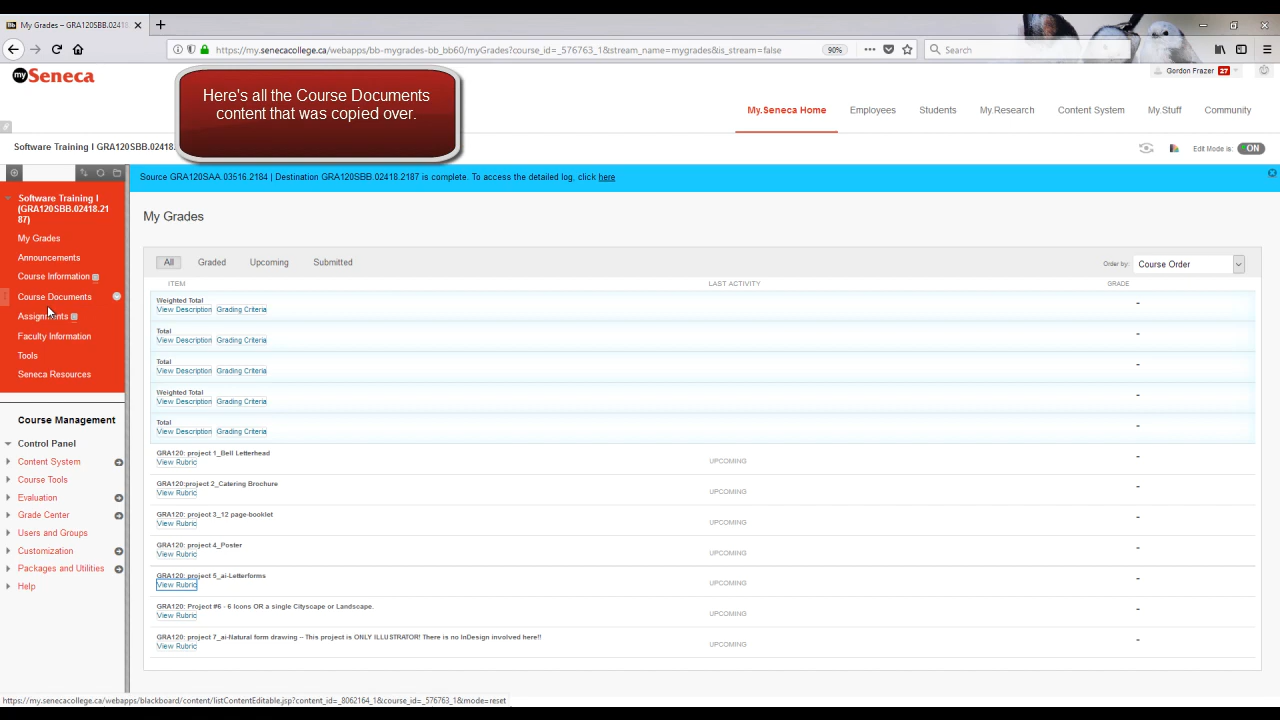 My Grades – GRA120SBB.0241
https://my.senecacollege.ca/webapps/bb-mygrades-bb_bb60/myGrades?course_id=_576763_1&stream_name=mygrades&is_stream=false
90%
Search
mySeneca
Gordon Frazer 27
Here's all the Course Documents
content that was copied over.
My.Seneca Home
Employees
Students
My.Research
Content System
My.Stuff
Community
Software Training I GRA120SBB.02418.
Edit Mode is: ON
Source GRA120SAA.03516.2184 | Destination GRA120SBB.02418.2187 is complete. To access the detailed log, click here
Software Training I
(GRA120SBB.02418.21
87)
My Grades
Announcements
Course Information
Course Documents
Assignments
Faculty Information
Tools
Seneca Resources
Course Management
Control Panel
Content System
Course Tools
Evaluation
Grade Center
Users and Groups
Customization
Packages and Utilities
Help
My Grades
All Graded Upcoming Submitted
Order by: Course Order
ITEM LAST ACTIVITY GRADE
Weighted Total -
View Description Grading Criteria
Total -
View Description Grading Criteria
Total -
View Description Grading Criteria
Weighted Total -
View Description Grading Criteria
Total -
View Description Grading Criteria
GRA120: project 1_Bell Letterhead
View Rubric UPCOMING -
GRA120:project 2_Catering Brochure
View Rubric UPCOMING -
GRA120: project 3_12 page-booklet
View Rubric UPCOMING -
GRA120: project 4_Poster
View Rubric UPCOMING -
GRA120: project 5_ai-Letterforms
View Rubric UPCOMING -
GRA120: Project #6 - 6 Icons OR a single Cityscape or Landscape.
View Rubric UPCOMING -
GRA120: project 7_ai-Natural form drawing -- This project is ONLY ILLUSTRATOR! There is no InDesign involved here!!
View Rubric UPCOMING -
https://my.senecacollege.ca/webapps/blackboard/content/listContentEditable.jsp?content_id=_8062164_1&course_id=_576763_1&mode=reset